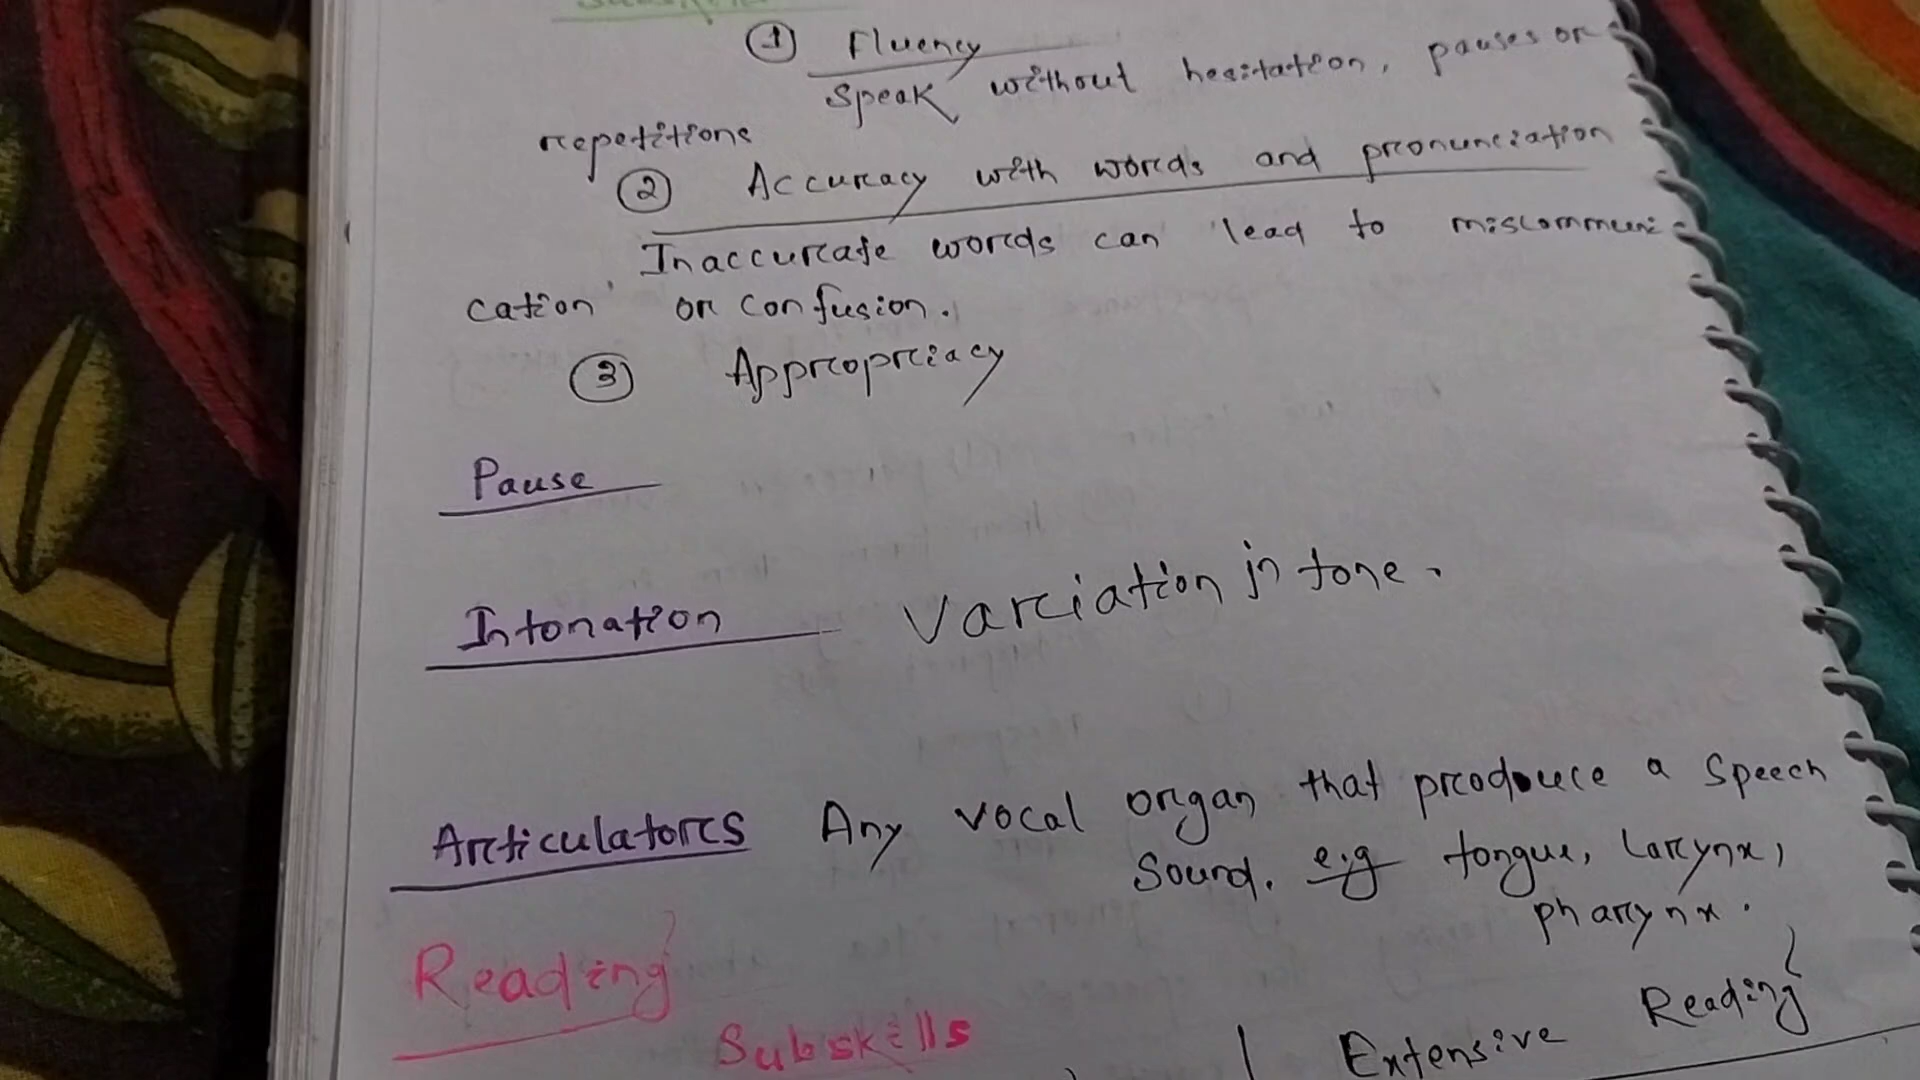 ① Fluency
Speak without hesitation, pauses or
repetitions
② Accuracy with words and pronunciation
Inaccurate words can lead to miscommuni-
cation or confusion.
③ Appropriacy
Pause
Intonation Variation in tone.
Articulators Any vocal organ that produce a speech
sound. e.g tongue, larynx,
pharynx.
Reading
Subskills | Extensive Reading